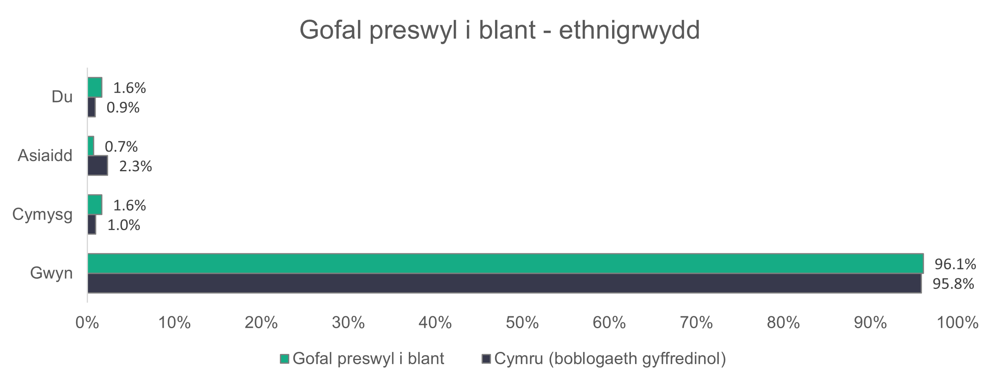 Gofal preswyl i blant - ethnigrwydd
Du
1.6%
0.9%
Asiaidd
0.7%
2.3%
Cymysg
1.6%
1.0%
Gwyn
96.1%
95.8%
0% 10% 20% 30% 40% 50% 60% 70% 80% 90% 100%
Gofal preswyl i blant Cymru (boblogaeth gyffredinol)